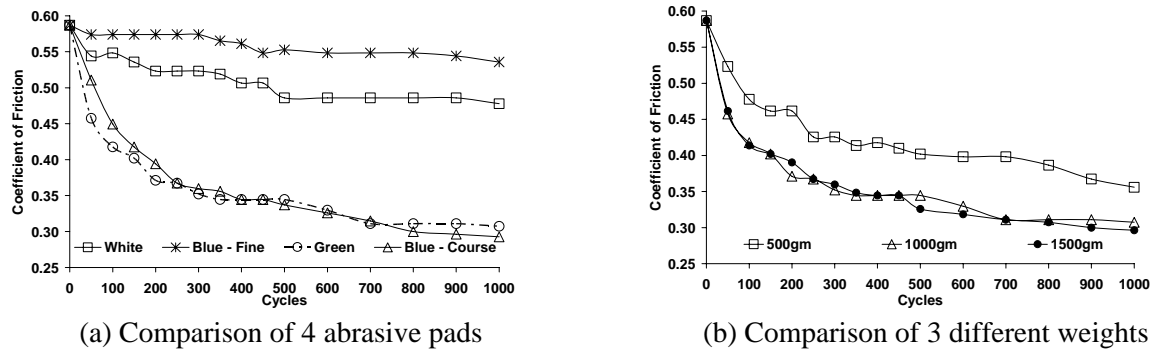 0.60
0.55
0.50
0.45
0.40
0.35
0.30
0.25
Coefficient of Friction
White
Blue - Fine
- Green
Blue - Course
0 100 200 300 400 500 600 700 800 900 1000
Cycles
(a) Comparison of 4 abrasive pads
0.60
0.55
0.50
0.45
0.40
0.35
0.30
0.25
Coefficient of Friction
500gm
1000gm
1500gm
0 100 200 300 400 500 600 700 800 900 1000
Cycles
(b) Comparison of 3 different weights